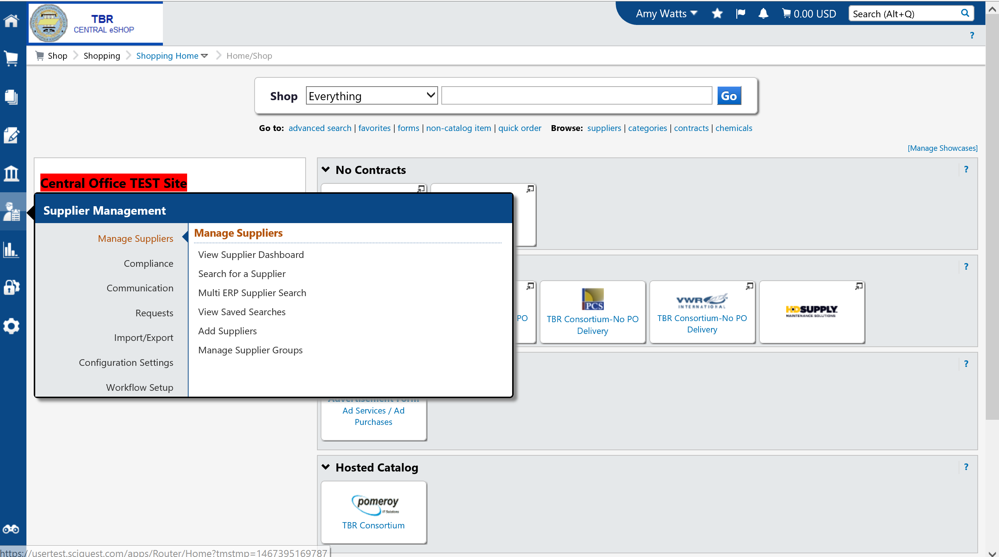 TBR
CENTRAL eSHOP
Amy Watts
0.00 USD
Search (Alt+Q)
?
Shop
Shopping
Shopping Home
Home/Shop
Shop
Everything
Go
Go to: advanced search | favorites | forms | non-catalog item | quick order Browse: suppliers | categories | contracts | chemicals
[Manage Showcases]
Central Office TEST Site
No Contracts
?
Supplier Management
Manage Suppliers
Compliance
Communication
Requests
Import/Export
Configuration Settings
Workflow Setup
Manage Suppliers
View Supplier Dashboard
Search for a Supplier
Multi ERP Supplier Search
View Saved Searches
Add Suppliers
Manage Supplier Groups
?
PO
PCS
TBR Consortium-No PO
Delivery
VWR
INTERNATIONAL
TBR Consortium-No PO
Delivery
HDSUPPLY
MAINTENANCE SOLUTIONS
?
Advertisement Form
Ad Services / Ad
Purchases
Hosted Catalog
?
pomeroy
IT Solutions
TBR Consortium
https://usertest.sciquest.com/apps/Router/Home?tmstmp=1467395169787